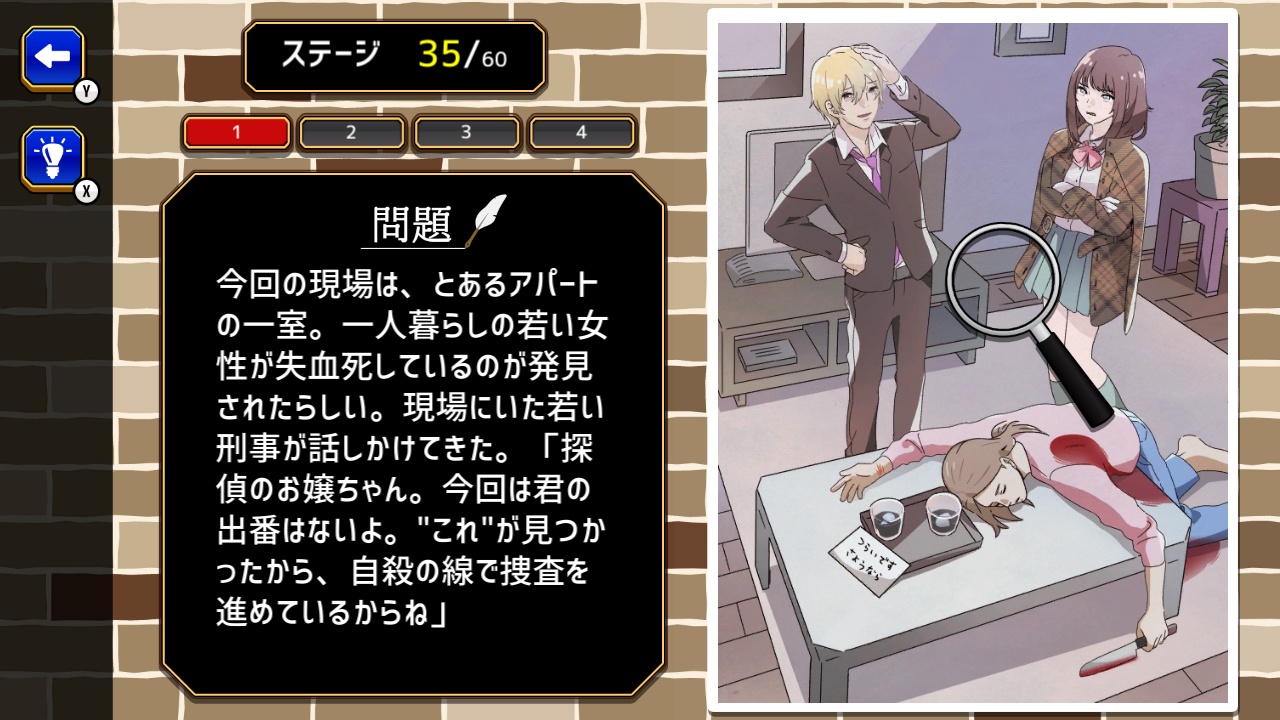 ステージ 35/60
Y
1 2 3 4
X
問題
今回の現場は、とあるアパート
の一室。一人暮らしの若い女
性が失血死しているのが発見
されたらしい。現場にいた若い
刑事が話しかけてきた。「探
偵のお嬢ちゃん。今回は君の
出番はないよ。"これ"が見つか
ったから、自殺の線で捜査を
進めているからね」
つらいです
さようなら